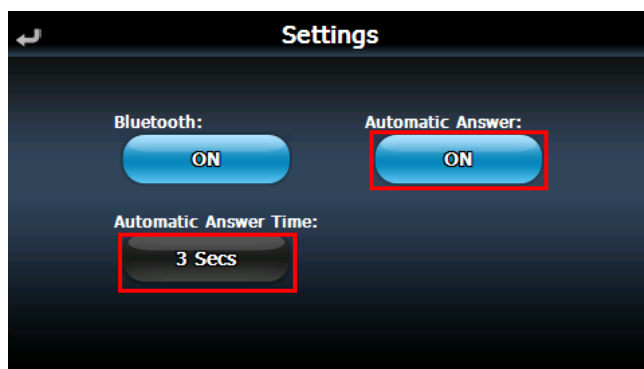 Settings
Bluetooth:
Automatic Answer:
ON
ON
Automatic Answer Time:
3 Secs